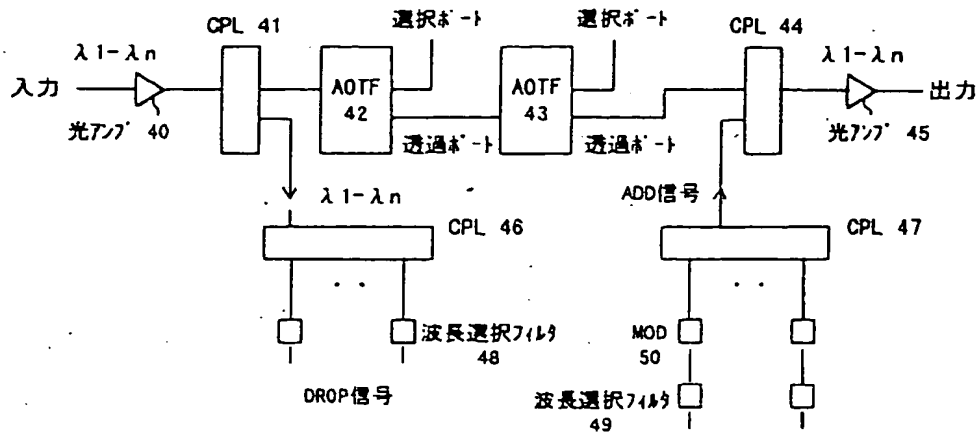 CPL 41
選択ポート
選択ポート
CPL 44
λ1-λn
λ1-λn
入力
AOTF
42
AOTF
43
出力
光アンプ 40
透過ポート
透過ポート
光アンプ 45
λ1-λn
ADD信号
CPL 46
CPL 47
‥
‥
波長選択フィルタ
48
MOD
50
DROP信号
波長選択フィルタ
49